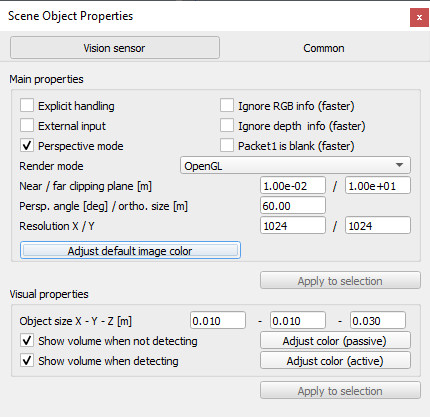 Scene Object Properties
x
Vision sensor Common
Main properties
Explicit handling Ignore RGB info (faster)
External input Ignore depth info (faster)
Perspective mode Packet1 is blank (faster)
Render mode OpenGL
Near / far clipping plane [m] 1.00e-02 / 1.00e+01
Persp. angle [deg] / ortho. size [m] 60.00
Resolution X / Y 1024 / 1024
Adjust default image color
Apply to selection
Visual properties
Object size X - Y - Z [m] 0.010 - 0.010 - 0.030
Show volume when not detecting Adjust color (passive)
Show volume when detecting Adjust color (active)
Apply to selection